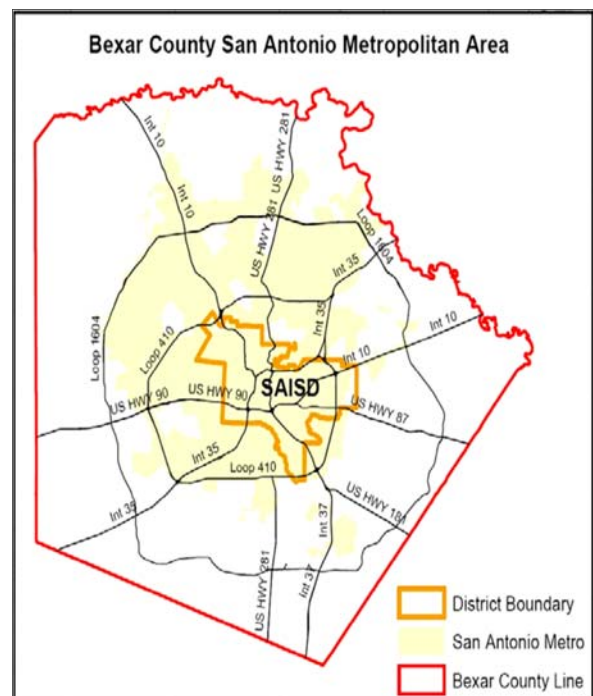 Bexar County San Antonio Metropolitan Area
Int 10
US HWY 281
Int 10
US HWY 281
Loop 1604
Int 35
Int 35
Int 10
Loop 1604
Loop 410
SAISD
US HWY 90
US HWY 90
US HWY 87
Int 35
Loop 410
Int 35
Int 37
US HWY 181
US HWY 281
Int 37
District Boundary
San Antonio Metro
Bexar County Line